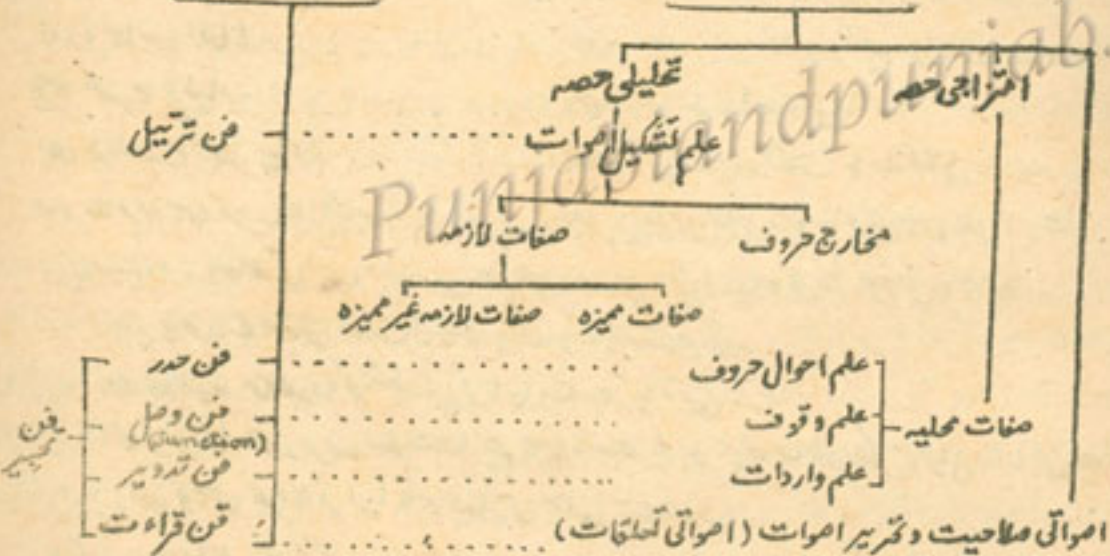 امتزاجی حصہ
تحلیلی حصہ
علم تشکیل اصوات
فن ترتیل
مخارج حروف
صفات لازمہ
صفات ممیزہ
صفات لازمہ غیر ممیزہ
علم احوال حروف
فن حدر
صفات محلیہ
علم وقوف
فن وصل
(Junction)
علم واردات
فن تدویر
اصواتی صلاحیت و تحریر اصوات (اصواتی تعلقات)
فن قراءت
Punjabiandpunjab